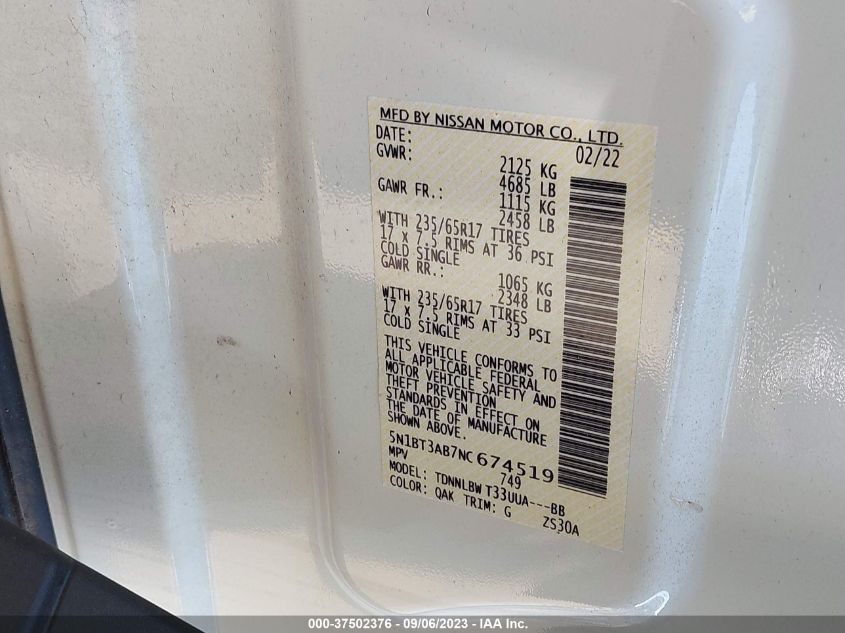 MFD BY NISSAN MOTOR CO., LTD.
DATE: 02/22
GVWR: 2125 KG
4685 LB
GAWR FR.: 1115 KG
2458 LB
WITH 235/65R17 TIRES
17 X 7.5 RIMS AT 36 PSI
COLD SINGLE
GAWR RR.: 1065 KG
2348 LB
WITH 235/65R17 TIRES
17 X 7.5 RIMS AT 33 PSI
COLD SINGLE
THIS VEHICLE CONFORMS TO
ALL APPLICABLE FEDERAL
MOTOR VEHICLE SAFETY AND
THEFT PREVENTION
STANDARDS IN EFFECT ON
THE DATE OF MANUFACTURE
SHOWN ABOVE.
5N1BT3AB7NC674519
MPV 749
MODEL: TDNNLBW T33UUA---BB
COLOR: QAK TRIM: G ZS30A
000-37502376 - 09/06/2023 - IAA Inc.